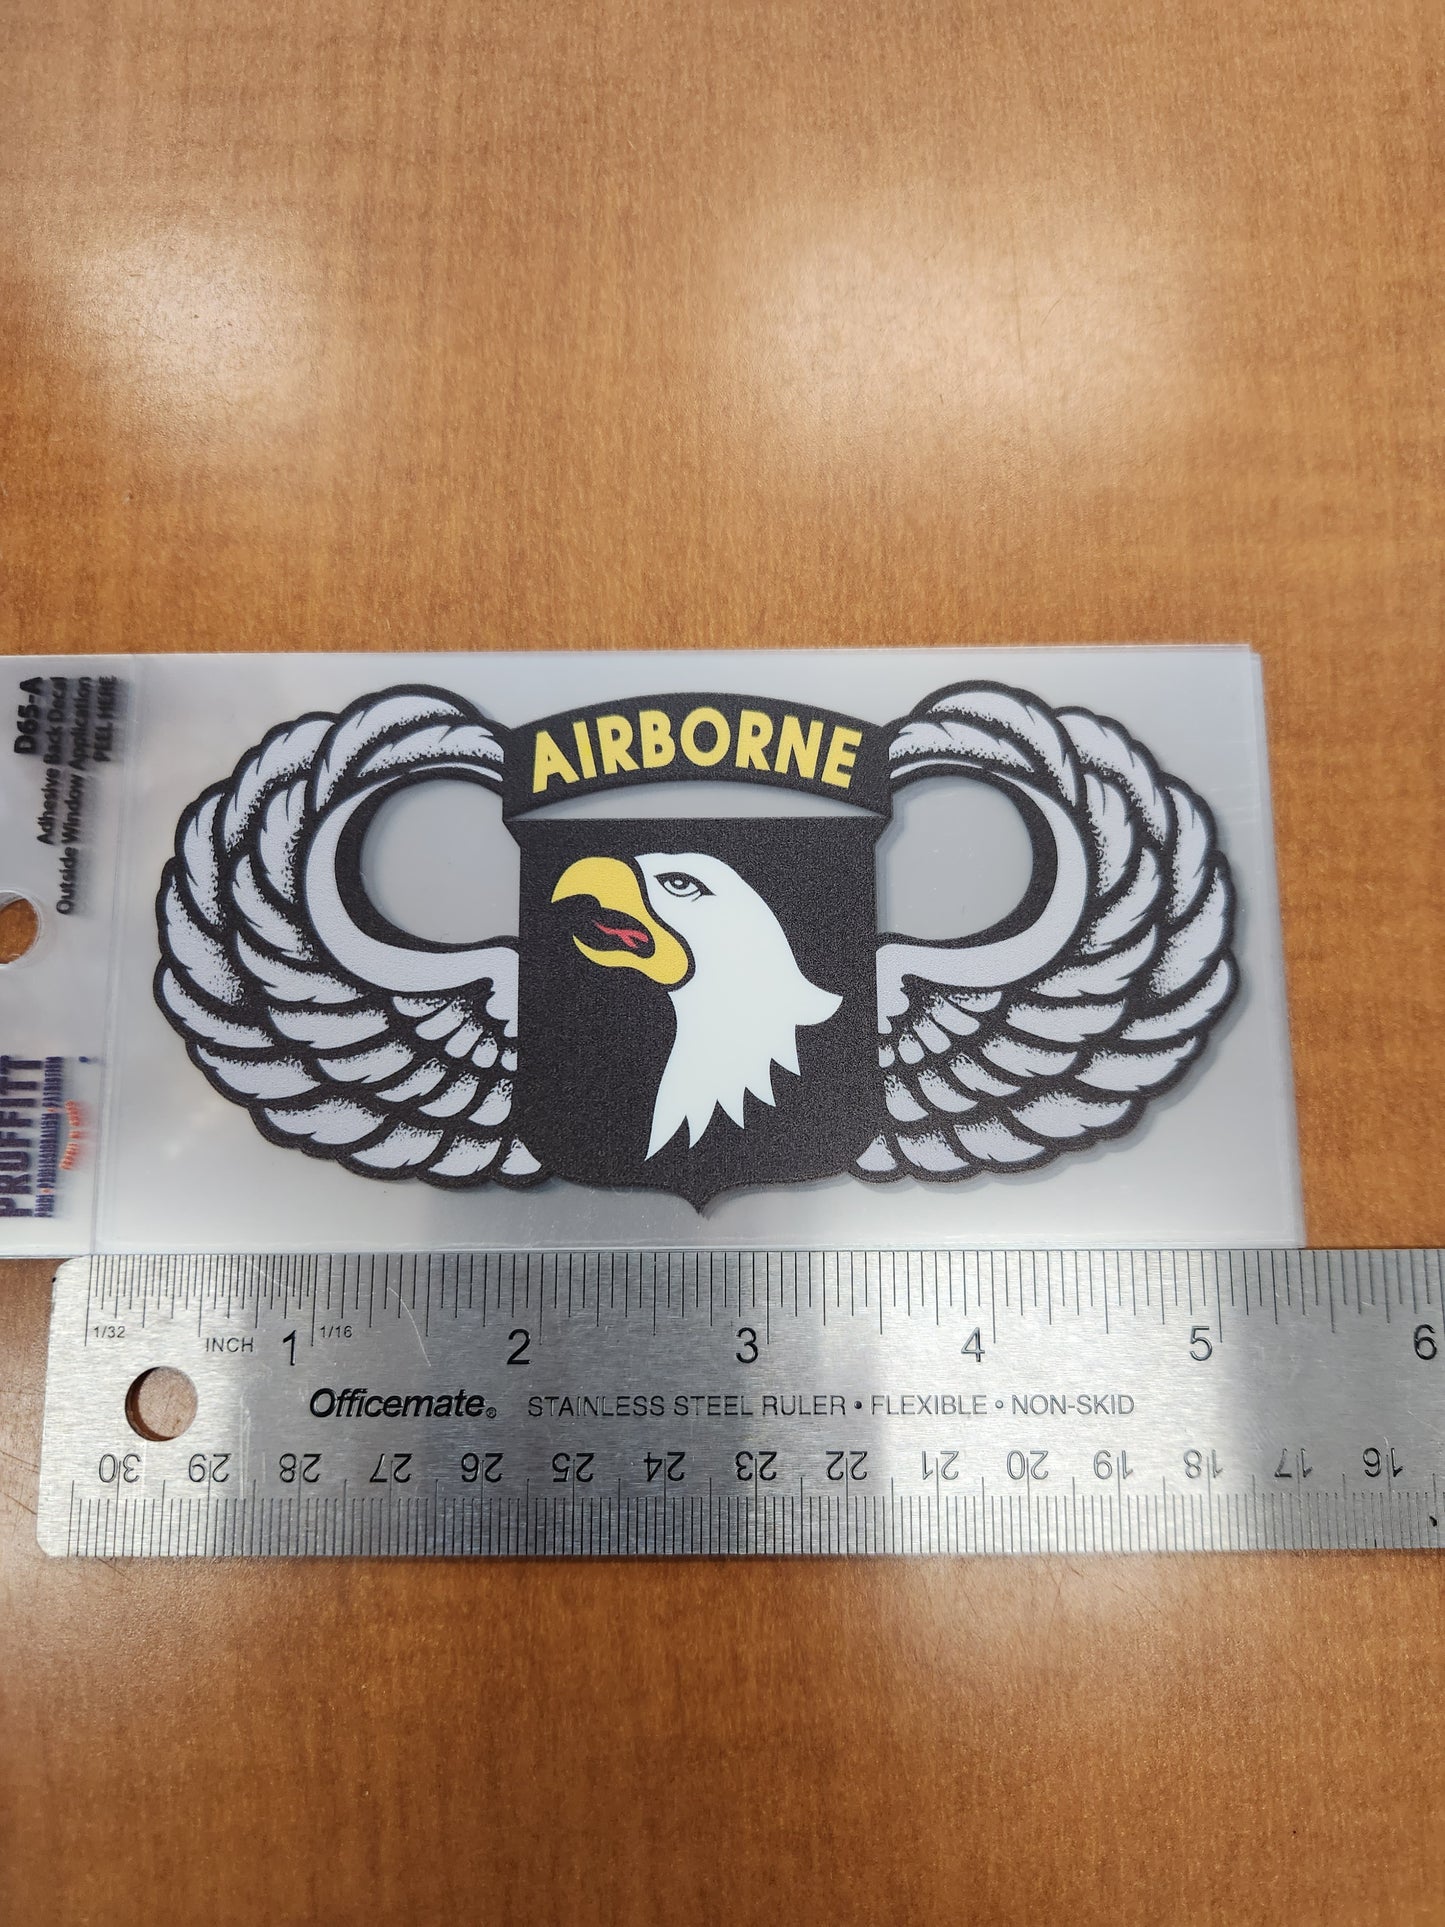 D65-A
Adhesive Back Decal
Outside Window Application
PEEL HERE
PRUFFITT
AIRBORNE
1/32 INCH 1 1/16 2 3 4 5 6
Officemate® STAINLESS STEEL RULER • FLEXIBLE • NON-SKID
30 29 28 27 26 25 24 23 22 21 20 19 18 17 16